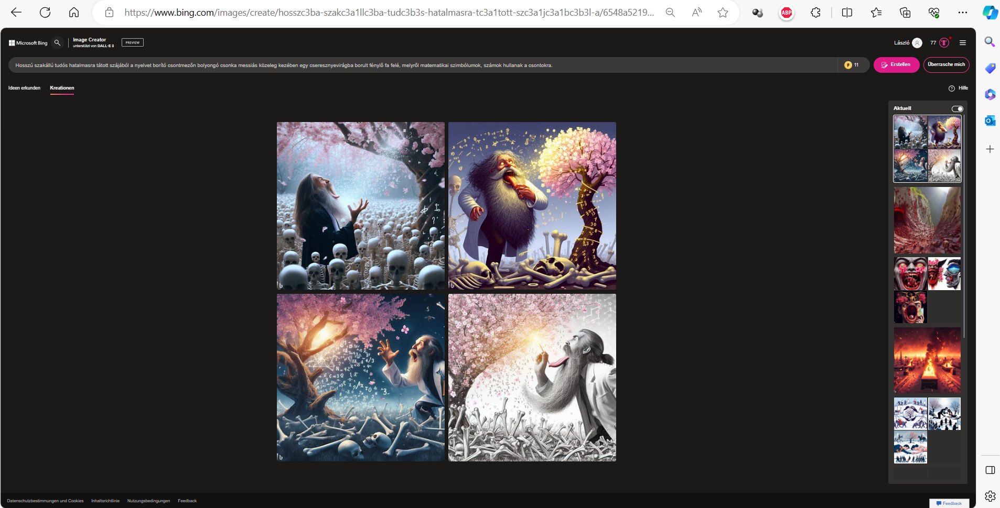 https://www.bing.com/images/create/hosszc3ba-szakc3a1llc3ba-tudc3b3s-hatalmasra-tc3a1tott-szc3a1jc3a1bc3b3l-a/6548a5219...
ABP
Microsoft Bing
Image Creator
unterstützt von DALL-E 3
PREVIEW
László
77
Hosszú szakállú tudós hatalmasra tátott szájából a nyelvet borító csontmezőn bolyongó csonka messiás közeleg kezében egy cseresznyevirágba borult fénylő fa felé, melyről matematikai szimbólumok, számok hullanak a csontokra.
11
Erstellen
Überrasche mich
Ideen erkunden
Kreationen
Hilfe
Aktuell
Datenschutzbestimmungen und Cookies
Inhaltsrichtlinie
Nutzungsbedingungen
Feedback
Feedback